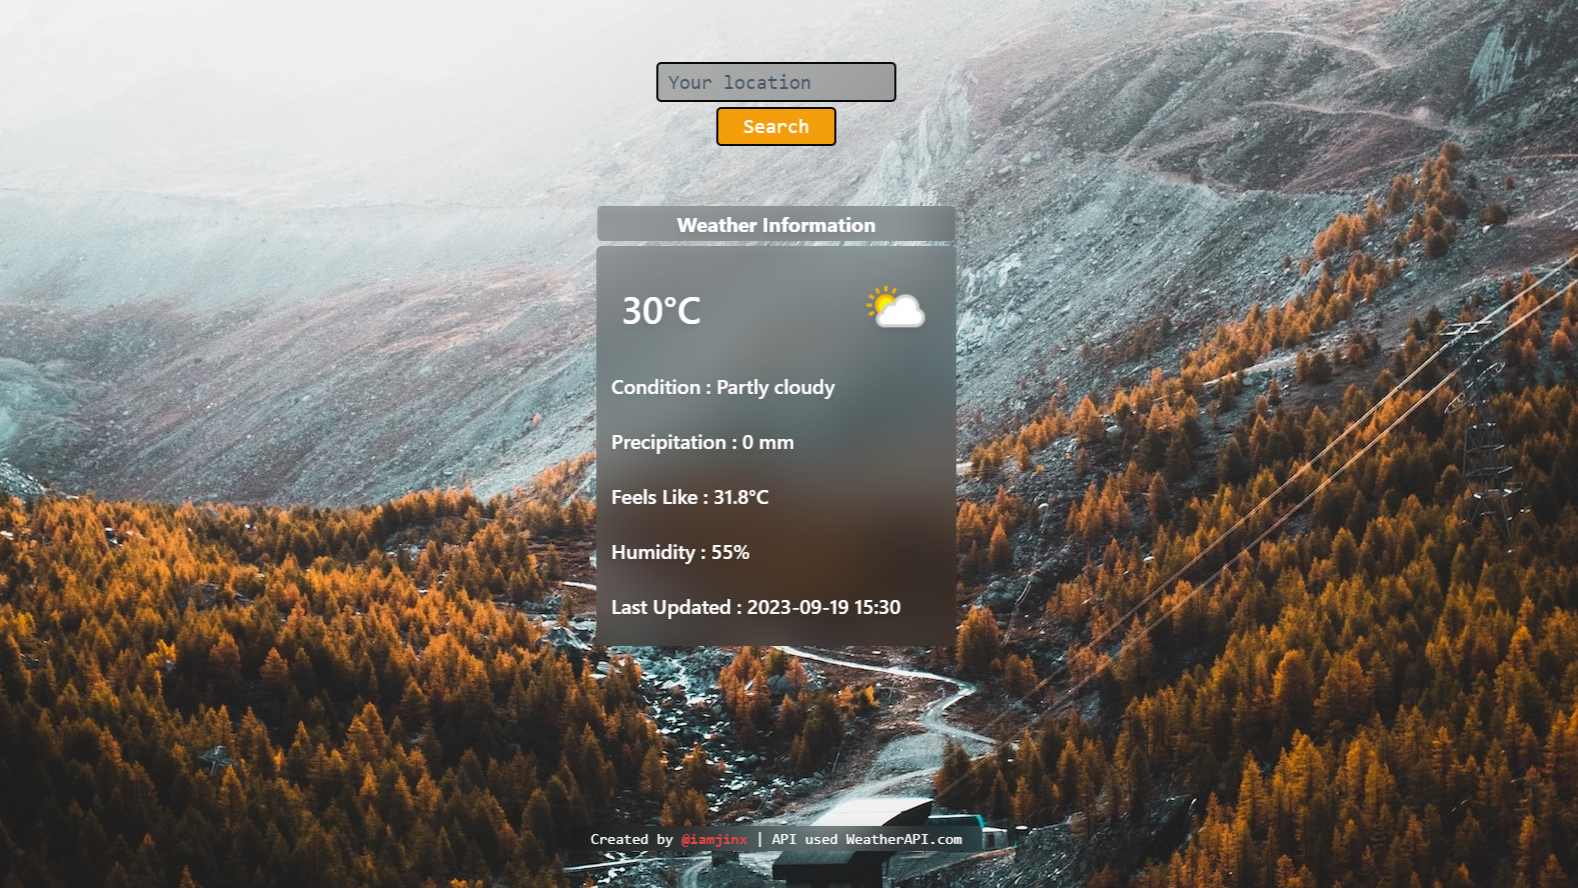 Your location
Search
Weather Information
30°C
Condition : Partly cloudy
Precipitation : 0 mm
Feels Like : 31.8°C
Humidity : 55%
Last Updated : 2023-09-19 15:30
Created by @iamjinx | API used WeatherAPI.com